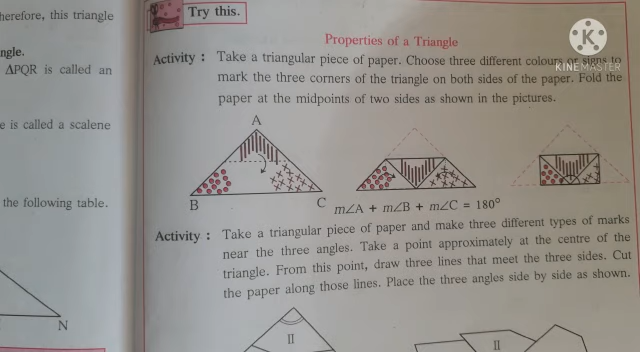 herefore, this triangle
ngle.
ΔPQR is called an
e is called a scalene
the following table.
N
Try this.
Properties of a Triangle
Activity : Take a triangular piece of paper. Choose three different colours or signs to
mark the three corners of the triangle on both sides of the paper. Fold the
paper at the midpoints of two sides as shown in the pictures.
A
B
C
m∠A + m∠B + m∠C = 180°
Activity : Take a triangular piece of paper and make three different types of marks
near the three angles. Take a point approximately at the centre of the
triangle. From this point, draw three lines that meet the three sides. Cut
the paper along those lines. Place the three angles side by side as shown.
II
II
K
KINEMASTER